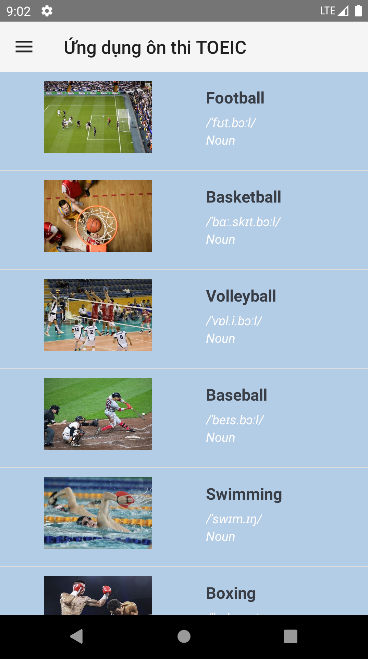 9:02
LTE
Ứng dụng ôn thi TOEIC
Football
/ˈfʊt.bɔːl/
Noun
Basketball
/ˈbɑː.skɪt.bɔːl/
Noun
Volleyball
/ˈvɒl.i.bɔːl/
Noun
Baseball
/ˈbeɪs.bɔːl/
Noun
Swimming
/ˈswɪm.ɪŋ/
Noun
Boxing